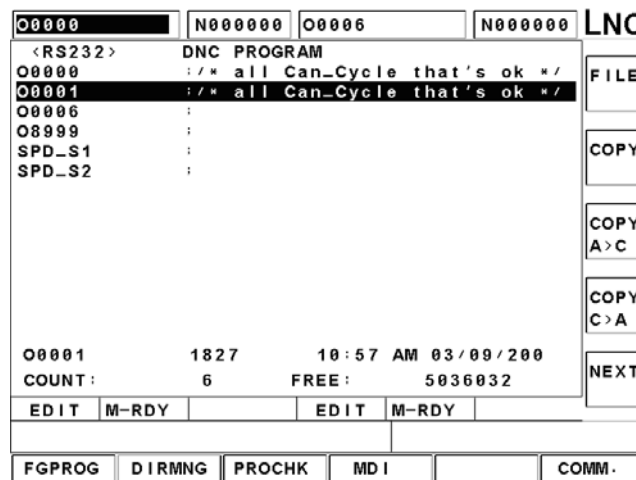 O0000 N000000 O0006 N000000 LNC
<RS232> DNC PROGRAM
O0000 :/* all Can_Cycle that's ok */
O0001 :/* all Can_Cycle that's ok */
O0006 :
O8999 :
SPD_S1 :
SPD_S2 :
FILE
COPY
COPY
A>C
COPY
C>A
NEXT
O0001 1827 10:57 AM 03/09/200
COUNT: 6 FREE: 5036032
EDIT M-RDY EDIT M-RDY
FGPROG DIRMNG PROCHK MDI COMM.